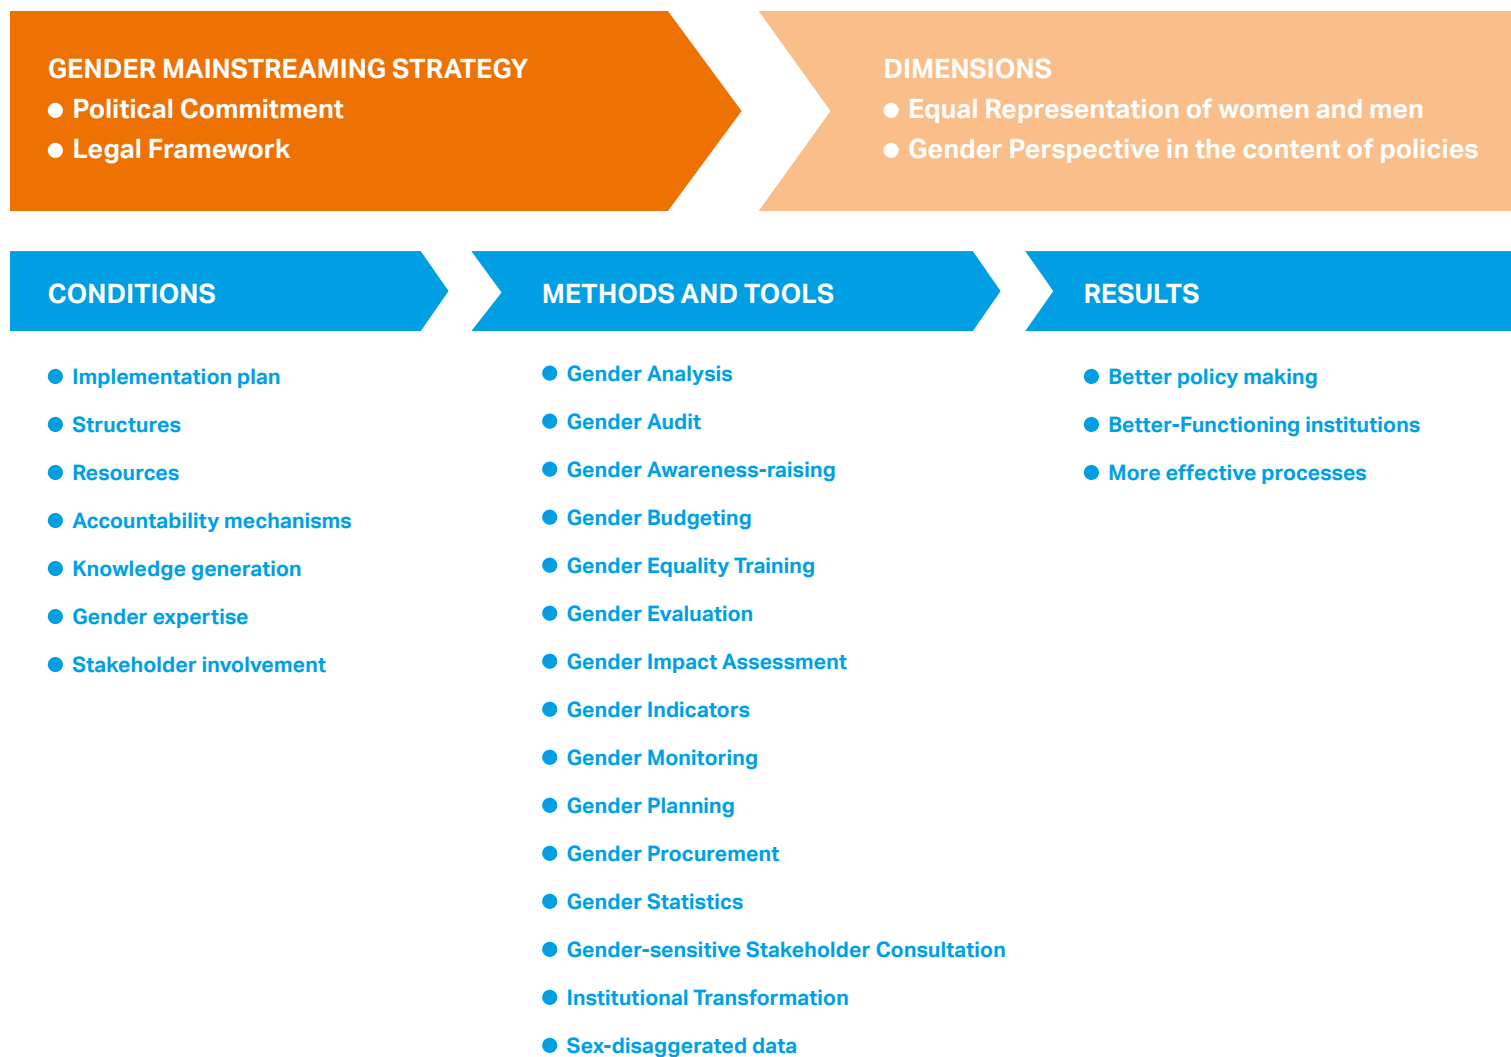 GENDER MAINSTREAMING STRATEGY
● Political Commitment
● Legal Framework
DIMENSIONS
● Equal Representation of women and men
● Gender Perspective in the content of policies
CONDITIONS
● Implementation plan
● Structures
● Resources
● Accountability mechanisms
● Knowledge generation
● Gender expertise
● Stakeholder involvement
METHODS AND TOOLS
● Gender Analysis
● Gender Audit
● Gender Awareness-raising
● Gender Budgeting
● Gender Equality Training
● Gender Evaluation
● Gender Impact Assessment
● Gender Indicators
● Gender Monitoring
● Gender Planning
● Gender Procurement
● Gender Statistics
● Gender-sensitive Stakeholder Consultation
● Institutional Transformation
● Sex-disaggerated data
RESULTS
● Better policy making
● Better-Functioning institutions
● More effective processes